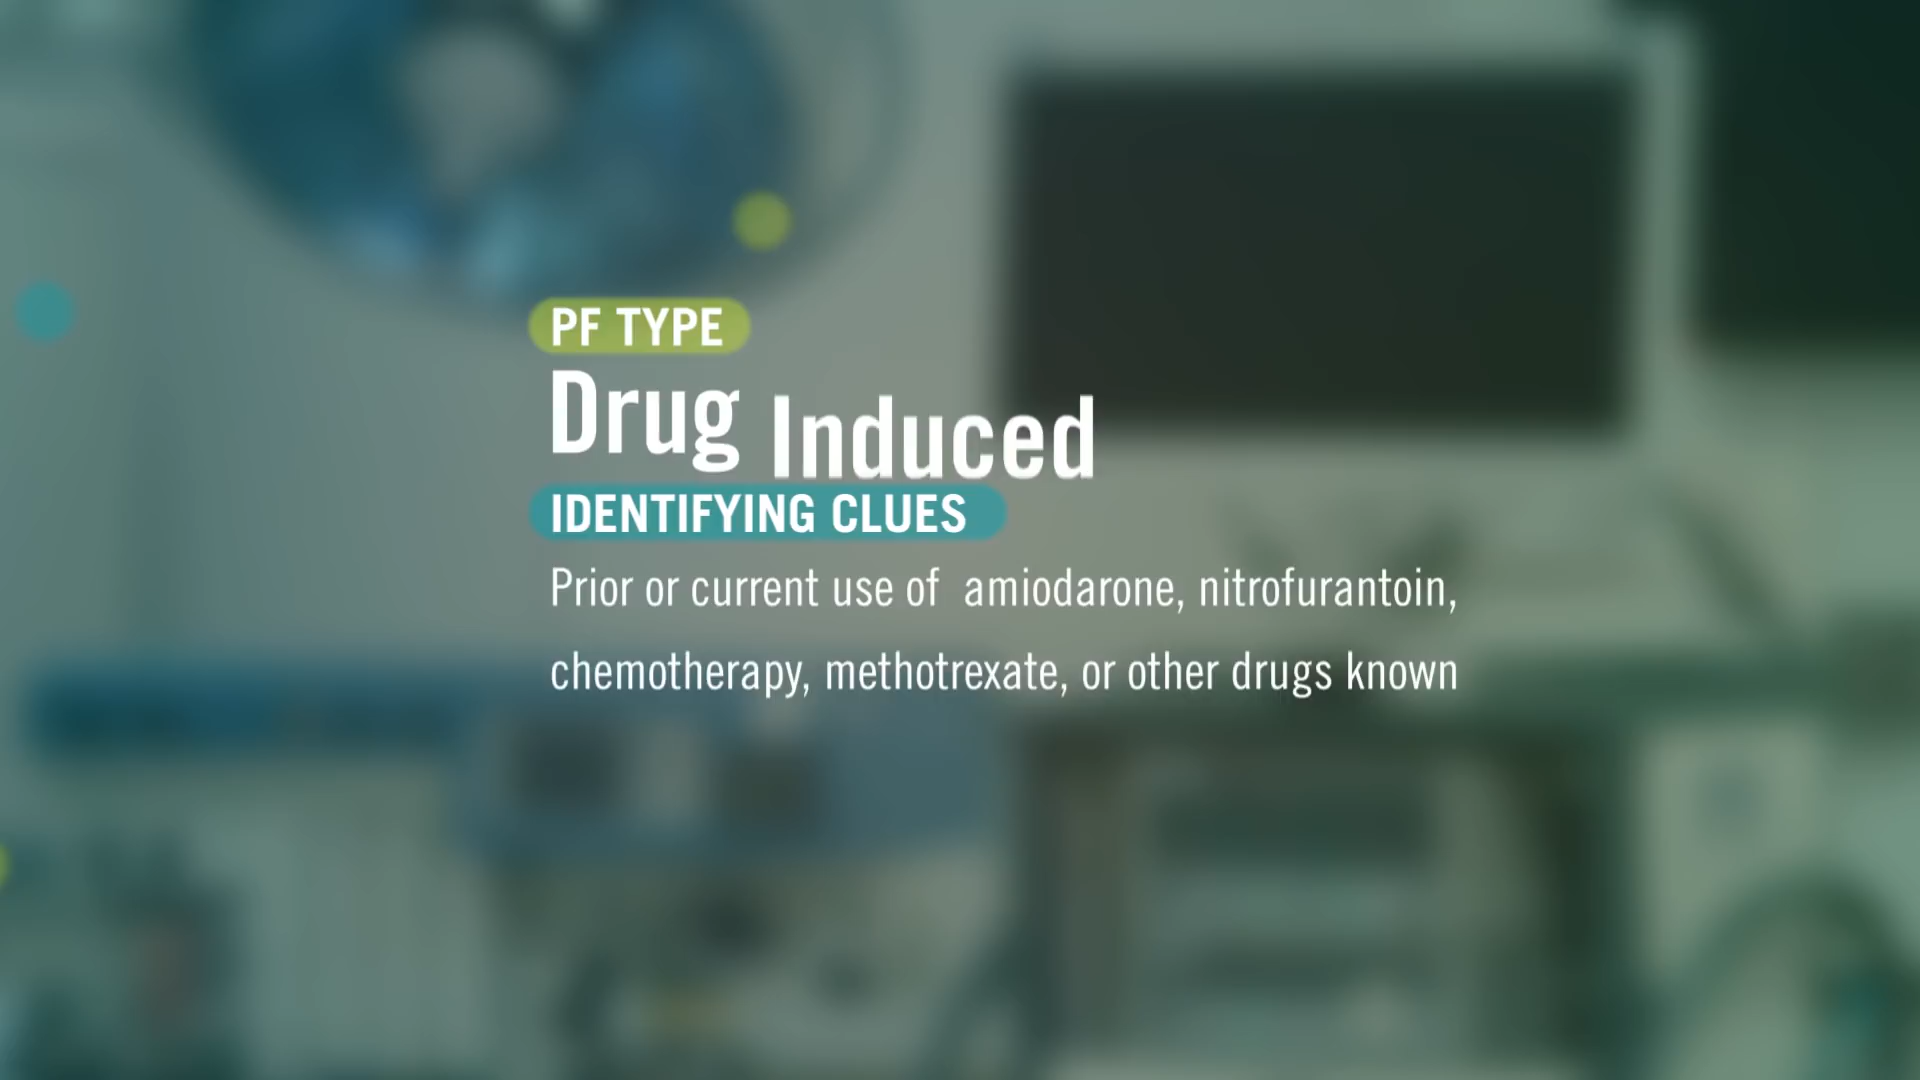 PF TYPE
Drug Induced
IDENTIFYING CLUES
Prior or current use of amiodarone, nitrofurantoin,
chemotherapy, methotrexate, or other drugs known